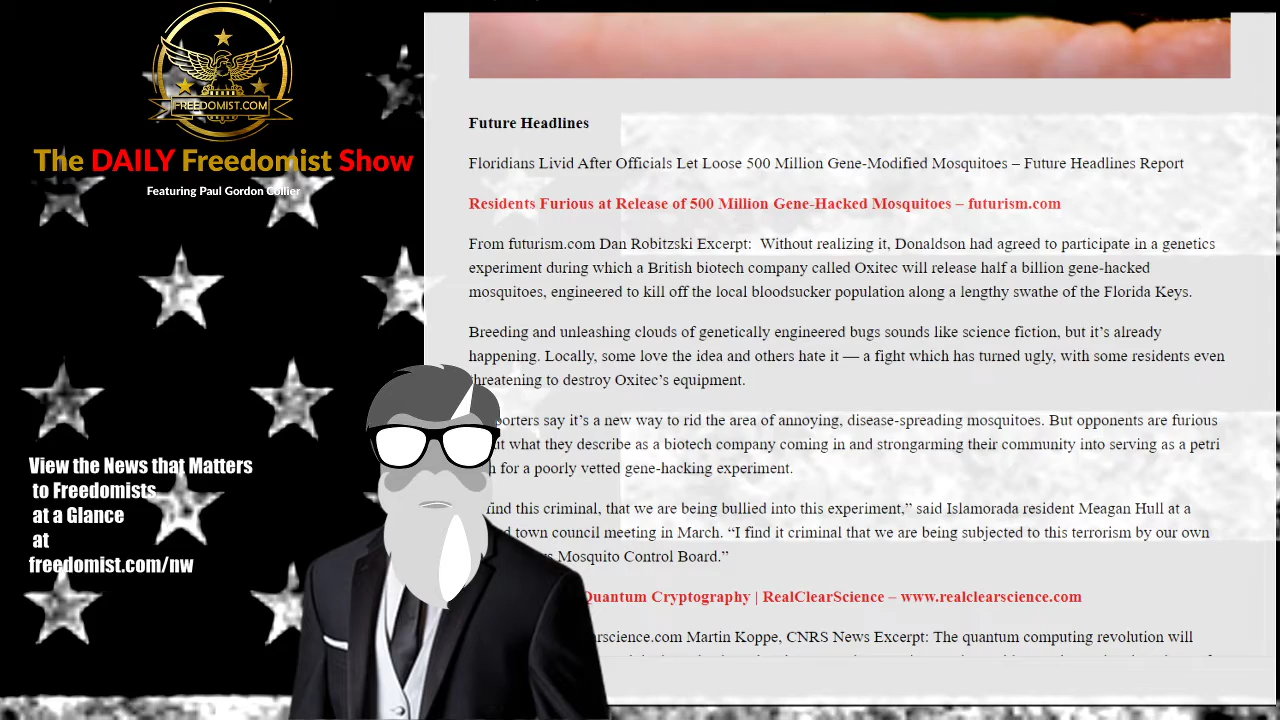 FREEDOMIST.COM
The DAILY Freedomist Show
Featuring Paul Gordon Collier
View the News that Matters
to Freedomists
at a Glance
at
freedomist.com/nw
Future Headlines
Floridians Livid After Officials Let Loose 500 Million Gene-Modified Mosquitoes – Future Headlines Report
Residents Furious at Release of 500 Million Gene-Hacked Mosquitoes – futurism.com
From futurism.com Dan Robitzski Excerpt:  Without realizing it, Donaldson had agreed to participate in a genetics
experiment during which a British biotech company called Oxitec will release half a billion gene-hacked
mosquitoes, engineered to kill off the local bloodsucker population along a lengthy swathe of the Florida Keys.
Breeding and unleashing clouds of genetically engineered bugs sounds like science fiction, but it’s already
happening. Locally, some love the idea and others hate it — a fight which has turned ugly, with some residents even
threatening to destroy Oxitec’s equipment.
say it’s a new way to rid the area of annoying, disease-spreading mosquitoes. But opponents are furious
what they describe as a biotech company coming in and strongarming their community into serving as a petri
for a poorly vetted gene-hacking experiment.
find this criminal, that we are being bullied into this experiment,” said Islamorada resident Meagan Hull at a
town council meeting in March. “I find it criminal that we are being subjected to this terrorism by our own
Mosquito Control Board.”
Quantum Cryptography | RealClearScience – www.realclearscience.com
Martin Koppe, CNRS News Excerpt: The quantum computing revolution will